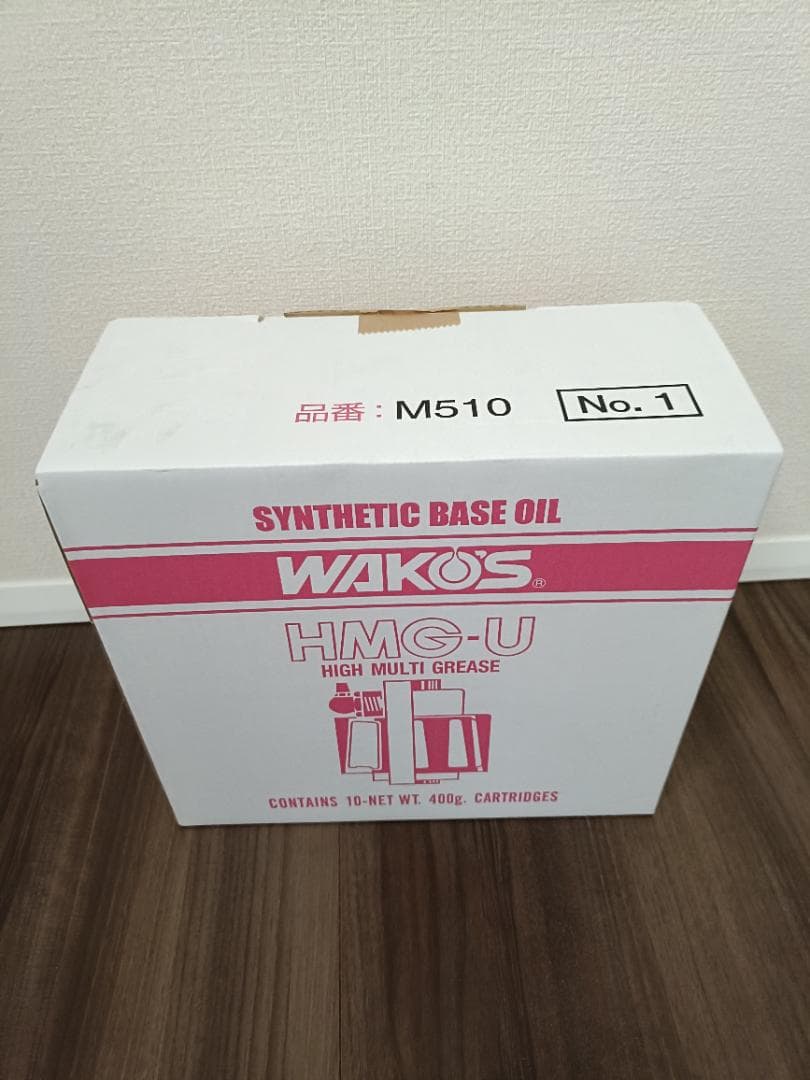 品番：M510 No. 1
SYNTHETIC BASE OIL
WAKO'S®
HMG-U
HIGH MULTI GREASE
CONTAINS 10-NET WT. 400g. CARTRIDGES